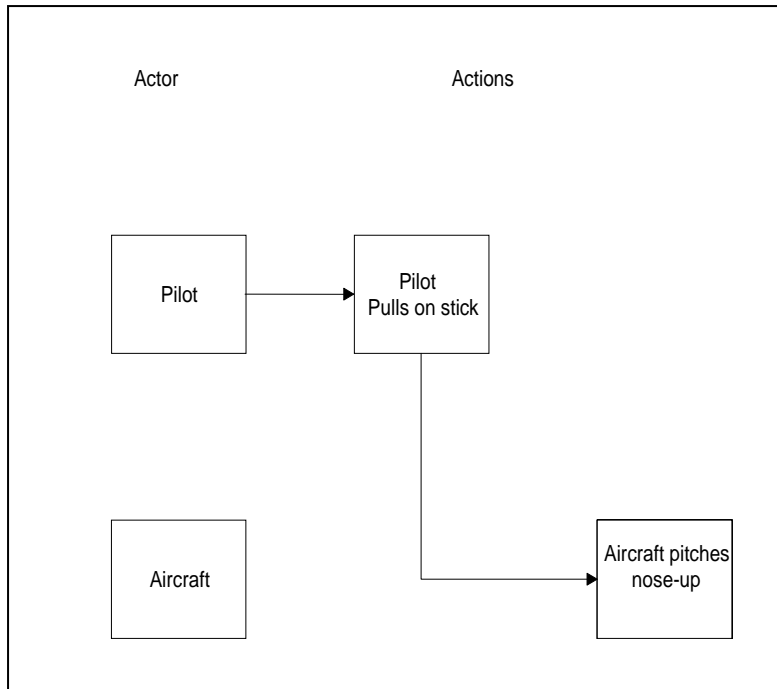 Actor
Actions
Pilot
Pilot
Pulls on stick
Aircraft
Aircraft pitches
nose-up